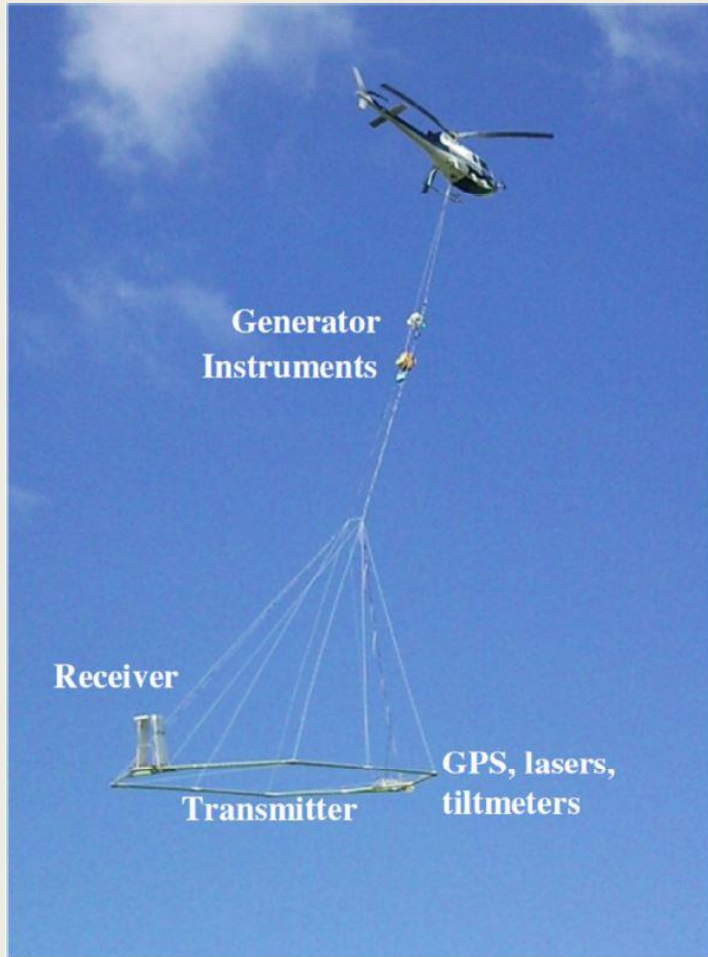 Generator
Instruments
Receiver
GPS, lasers,
tiltmeters
Transmitter